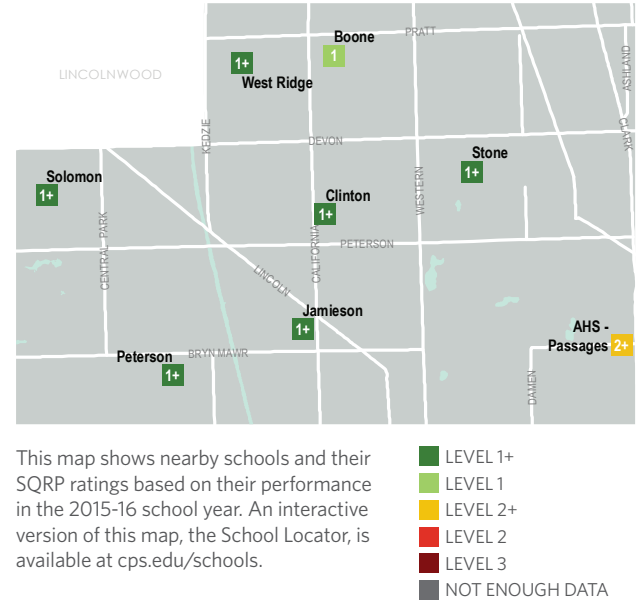 Boone
PRATT
1
1+
West Ridge
LINCOLNWOOD
ASHLAND
KEDZIE
CLARK
DEVON
Stone
1+
Solomon
1+
WESTERN
Clinton
1+
CENTRAL PARK
CALIFORNIA
PETERSON
LINCOLN
Jamieson
1+
AHS -
Passages
2+
Peterson
BRYN MAWR
1+
DAMEN
This map shows nearby schools and their
SQRP ratings based on their performance
in the 2015-16 school year. An interactive
version of this map, the School Locator, is
available at cps.edu/schools.
LEVEL 1+
LEVEL 1
LEVEL 2+
LEVEL 2
LEVEL 3
NOT ENOUGH DATA